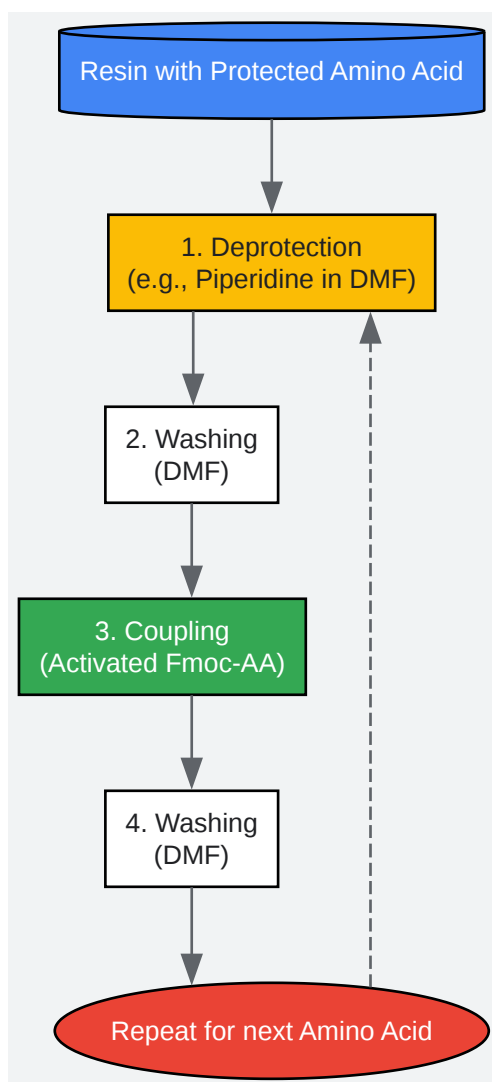 Resin with Protected Amino Acid
1. Deprotection
(e.g., Piperidine in DMF)
2. Washing
(DMF)
3. Coupling
(Activated Fmoc-AA)
4. Washing
(DMF)
Repeat for next Amino Acid